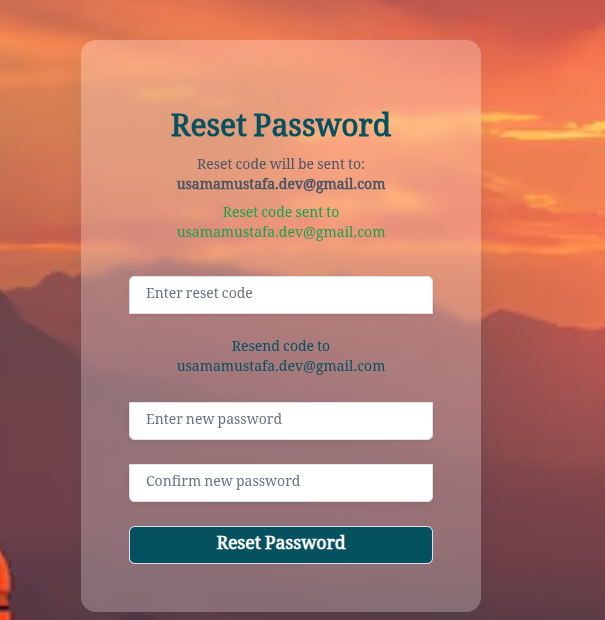 Reset Password
Reset code will be sent to:
usamamustafa.dev@gmail.com
Reset code sent to
usamamustafa.dev@gmail.com
Enter reset code
Resend code to
usamamustafa.dev@gmail.com
Enter new password
Confirm new password
Reset Password